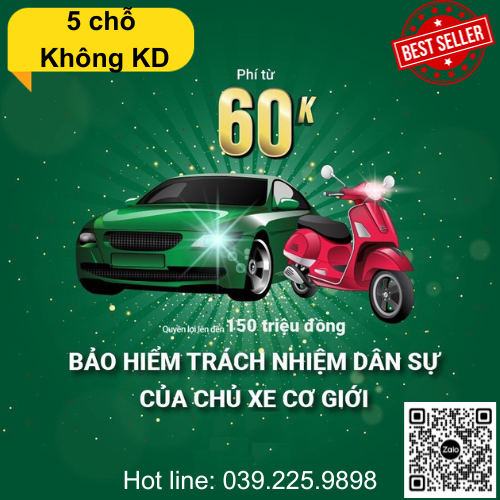 5 chỗ
Không KD
BEST SELLER
Phí từ
60K
*Quyền lợi lên đến 150 triệu đồng
BẢO HIỂM TRÁCH NHIỆM DÂN SỰ
CỦA CHỦ XE CƠ GIỚI
Zalo
Hot line: 039.225.9898